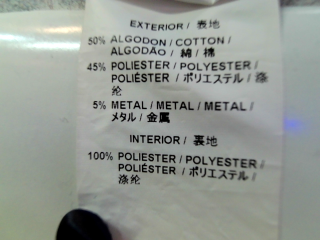 EXTERIOR / 表地
50% ALGODON / COTTON /
ALGODÃO / 綿 / 棉
45% POLIESTER / POLYESTER /
POLIÉSTER / ポリエステル / 涤
纶
5% METAL / METAL / METAL /
メタル / 金属
INTERIOR / 裏地
100% POLIESTER / POLYESTER /
POLIÉSTER / ポリエステル /
涤纶